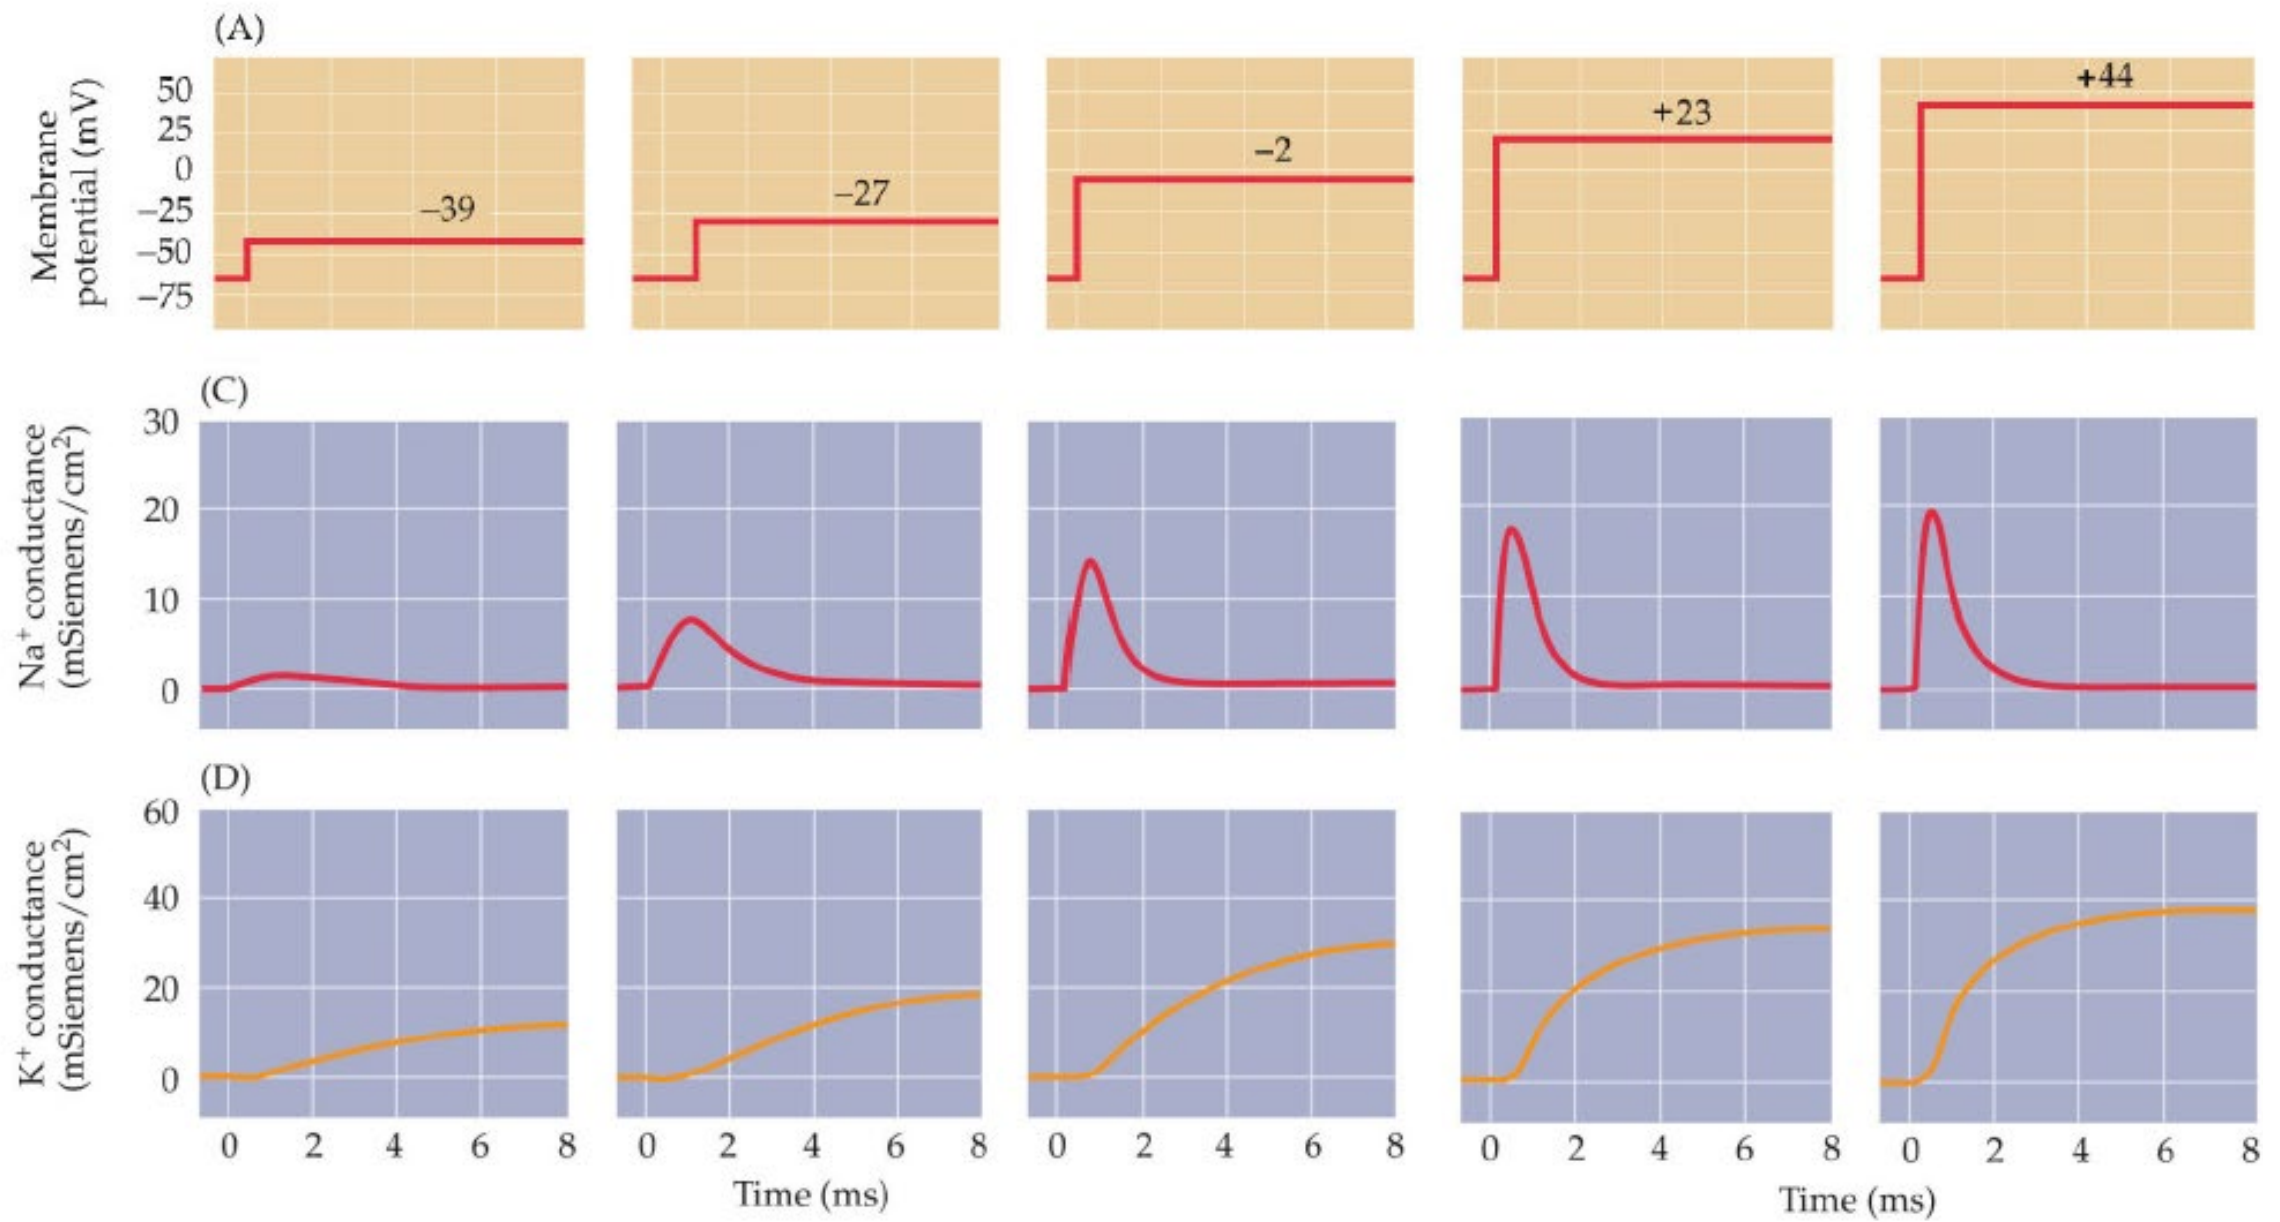 (A)
Membrane
potential (mV)
50
25
0
−25
−50
−75
−39
−27
−2
+23
+44
(C)
Na⁺ conductance
(mSiemens/cm²)
30
20
10
0
(D)
K⁺ conductance
(mSiemens/cm²)
60
40
20
0
0 2 4 6 8
0 2 4 6 8
0 2 4 6 8
0 2 4 6 8
0 2 4 6 8
Time (ms)
Time (ms)